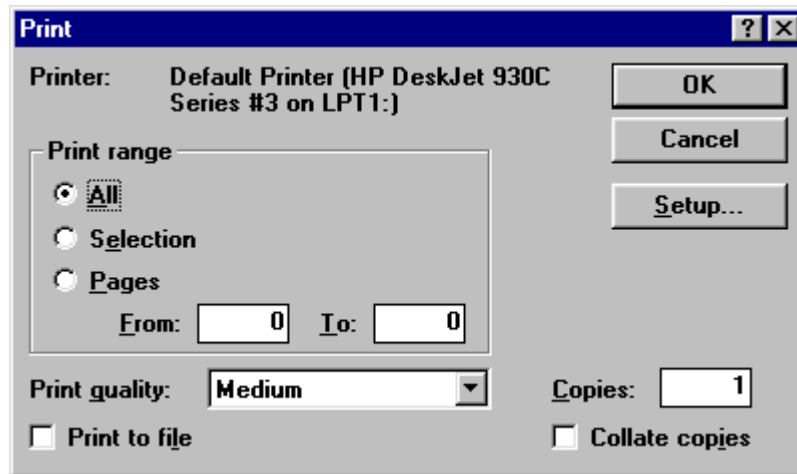 Print
Printer: Default Printer (HP DeskJet 930C
Series #3 on LPT1:)
OK
Cancel
Setup...
Print range
All
Selection
Pages
From: 0 To: 0
Print quality: Medium
Copies: 1
Print to file
Collate copies